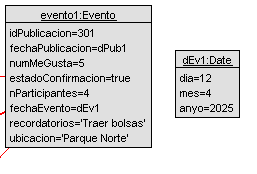 evento1:Evento
idPublicacion=301
fechaPublicacion=dPub1
numMeGusta=5
estadoConfirmacion=true
nParticipantes=4
fechaEvento=dEv1
recordatorios='Traer bolsas'
ubicacion='Parque Norte'
dEv1:Date
dia=12
mes=4
anyo=2025